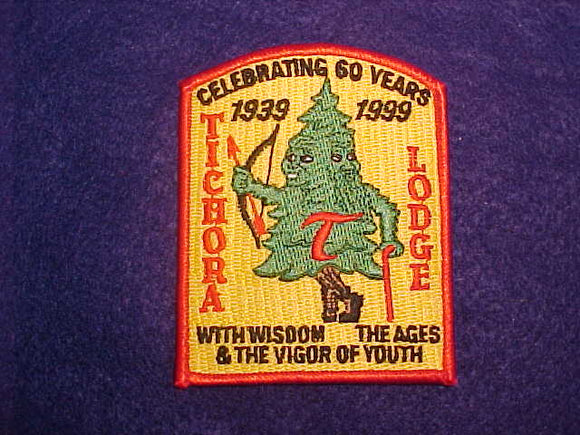 CELEBRATING 60 YEARS
1939 1999
TICHORA
LODGE
T
WITH WISDOM THE AGES
& THE VIGOR OF YOUTH